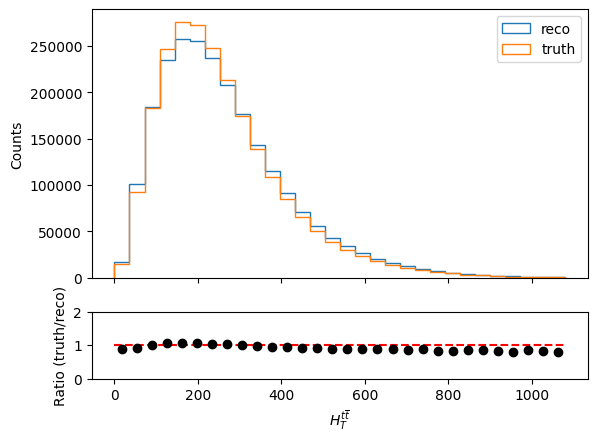 reco
truth
Counts
250000
200000
150000
100000
50000
0
Ratio (truth/reco)
2
1
0
0 200 400 600 800 1000
$H_T^{t\bar{t}}$